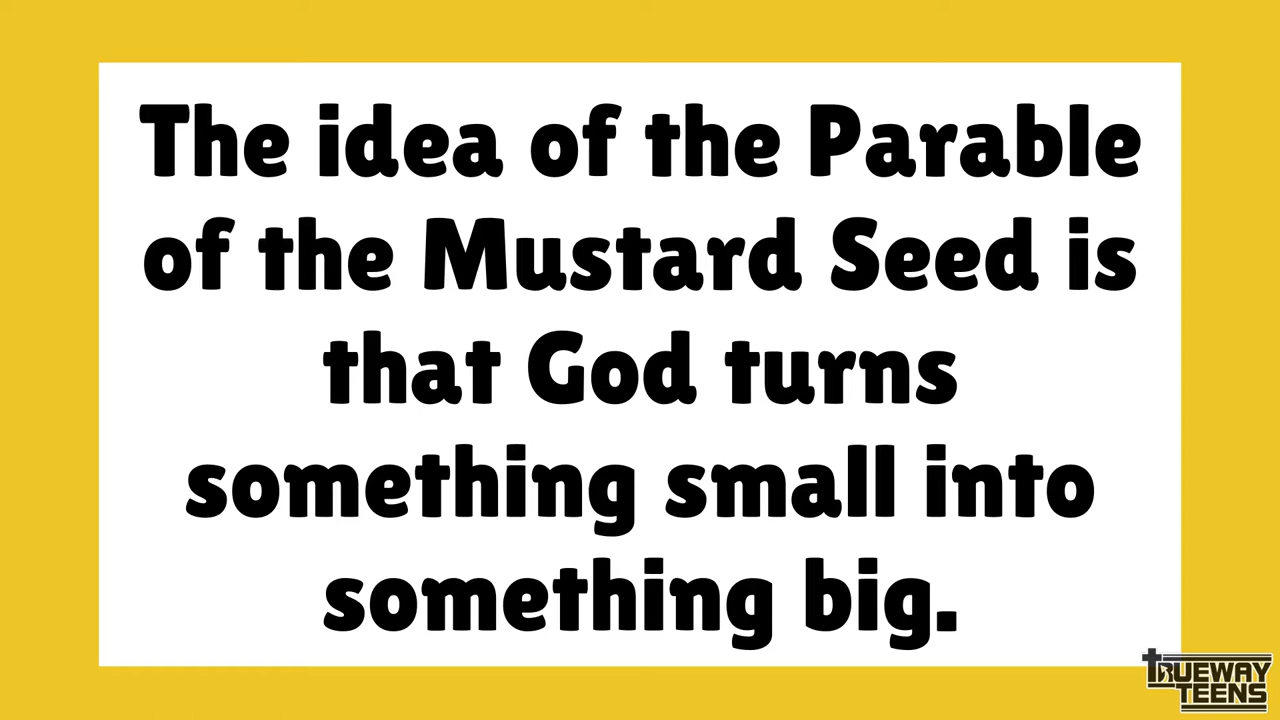 The idea of the Parable
of the Mustard Seed is
that God turns
something small into
something big.
TRUEWAY
TEENS